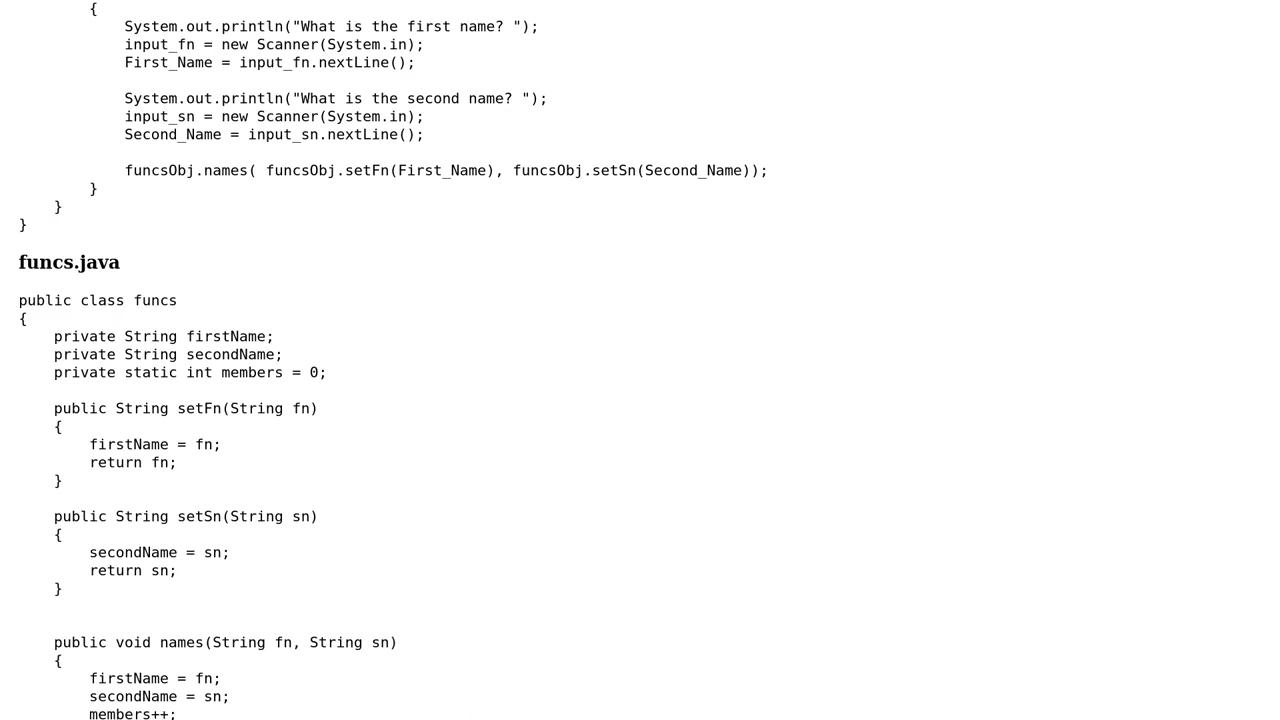 {
System.out.println("What is the first name? ");
input_fn = new Scanner(System.in);
First_Name = input_fn.nextLine();
System.out.println("What is the second name? ");
input_sn = new Scanner(System.in);
Second_Name = input_sn.nextLine();
funcsObj.names( funcsObj.setFn(First_Name), funcsObj.setSn(Second_Name));
}
}
}
funcs.java
public class funcs
{
private String firstName;
private String secondName;
private static int members = 0;
public String setFn(String fn)
{
firstName = fn;
return fn;
}
public String setSn(String sn)
{
secondName = sn;
return sn;
}
public void names(String fn, String sn)
{
firstName = fn;
secondName = sn;
members++;